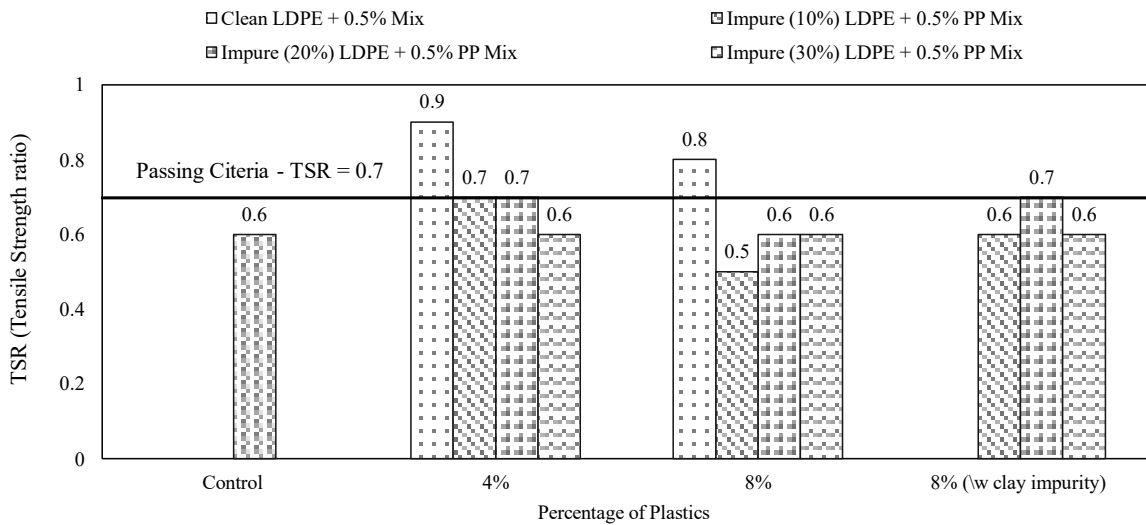 Clean LDPE + 0.5% Mix
Impure (10%) LDPE + 0.5% PP Mix
Impure (20%) LDPE + 0.5% PP Mix
Impure (30%) LDPE + 0.5% PP Mix
TSR (Tensile Strength ratio)
1
0.8
0.6
0.4
0.2
0
Passing Citeria - TSR = 0.7
0.6
0.9
0.7
0.7
0.6
0.8
0.5
0.6
0.6
0.6
0.7
0.6
Control
4%
8%
8% (\w clay impurity)
Percentage of Plastics